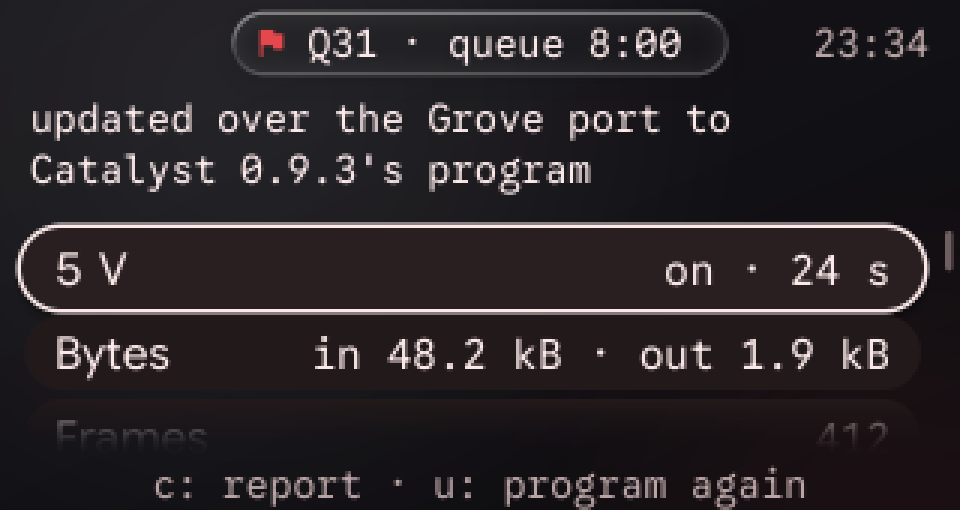 Q31 · queue 8:00
23:34
updated over the Grove port to
Catalyst 0.9.3's program
5 V on · 24 s
Bytes in 48.2 kB · out 1.9 kB
Frames 412
c: report · u: program again